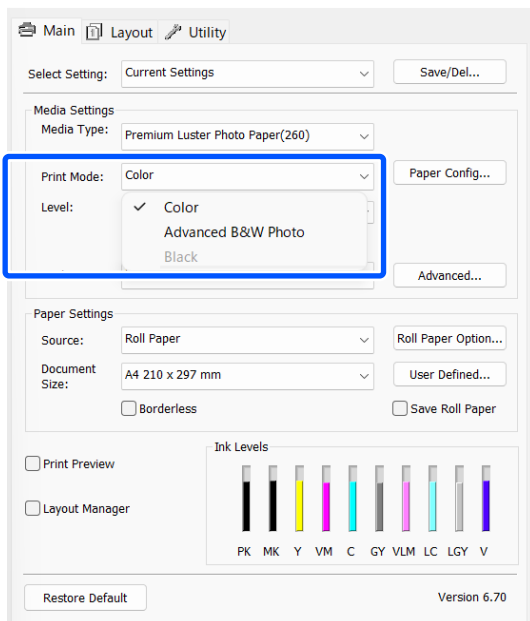 Main Layout Utility
Select Setting: Current Settings Save/Del...
Media Settings
Media Type: Premium Luster Photo Paper(260)
Print Mode: Color Paper Config...
Level:
Color
Advanced B&W Photo
Black
Advanced...
Paper Settings
Source: Roll Paper Roll Paper Option...
Document
Size: A4 210 x 297 mm User Defined...
Borderless Save Roll Paper
Ink Levels
Print Preview
Layout Manager
PK MK Y VM C GY VLM LC LGY V
Restore Default Version 6.70